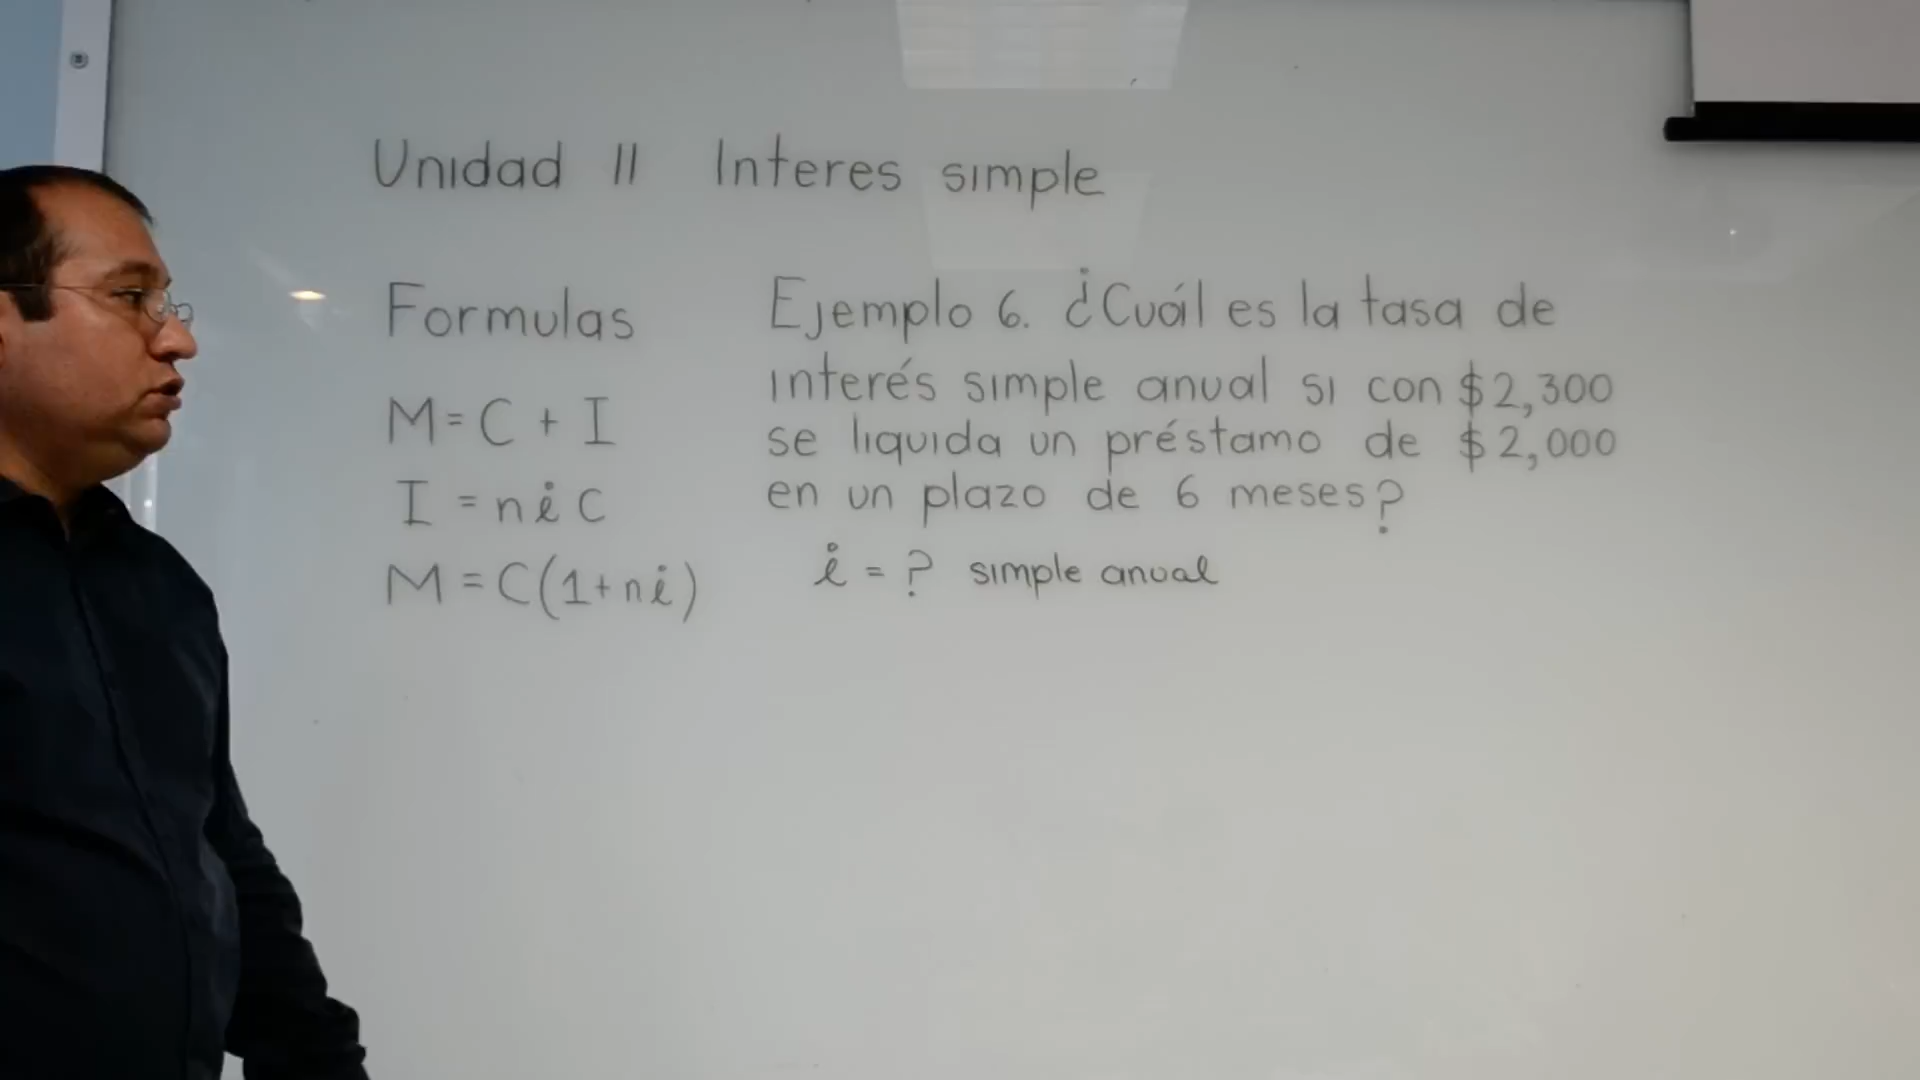 Unidad II Interes simple
Formulas
M = C + I
I = n i C
M = C(1+ni)
Ejemplo 6. ¿Cuál es la tasa de
interés simple anual si con $2,300
se liquida un préstamo de $2,000
en un plazo de 6 meses?
i = ? simple anual